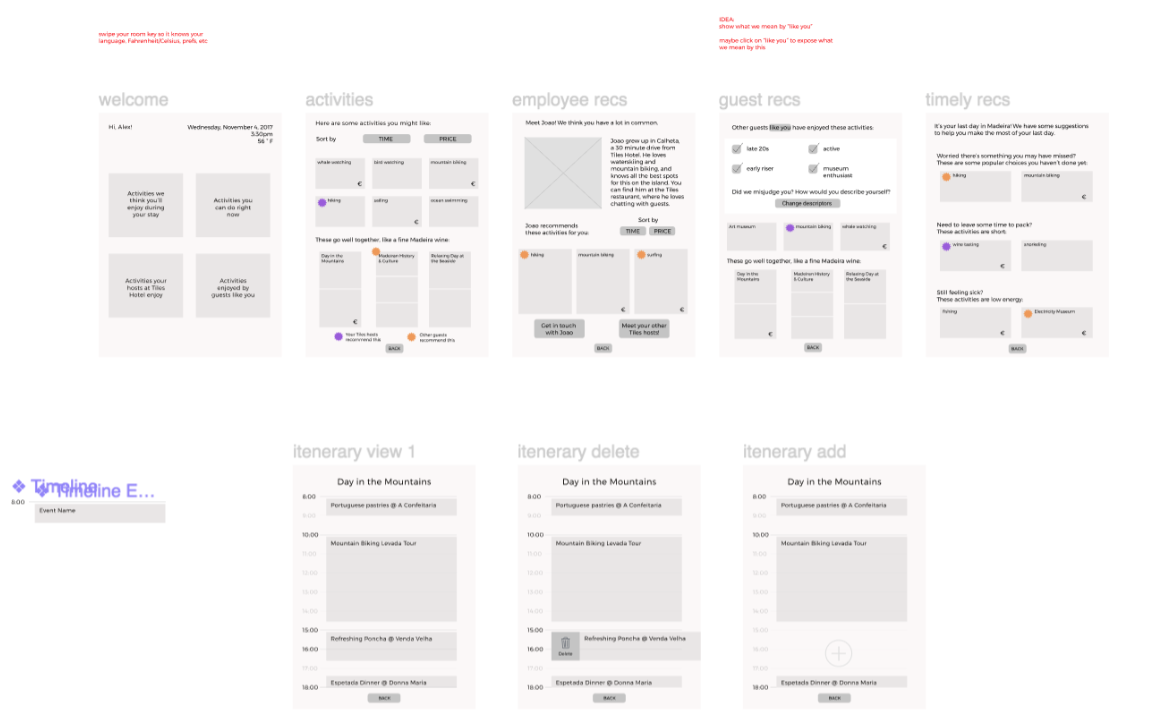 swipe your room key so it knows your
language, Fahrenheit/Celsius, prefs, etc
IDEA:
show what we mean by "like you"
maybe click on "like you" to expose what
we mean by this
welcome
Hi, Alex!
Wednesday, November 4, 2017
3:30pm
56 ° F
Activities we
think you'll
enjoy during
your stay
Activities you
can do right
now
Activities your
hosts at Tiles
Hotel enjoy
Activities
enjoyed by
guests like you
activities
Here are some activities you might like:
Sort by
TIME
PRICE
whale watching
bird watching
mountain biking
€
€
hiking
sailing
ocean swimming
€
These go well together, like a fine Madeira wine:
Day in the
Mountains
Madeiran History
& Culture
Relaxing Day at
the Seaside
€
Your Tiles hosts
recommend this
Other guests
recommend this
BACK
employee recs
Meet Joao! We think you have a lot in common.
Joao grew up in Calheta,
a 30 minute drive from
Tiles Hotel. He loves
waterskiing and
mountain biking, and
knows all the best spots
for this on the island. You
can find him at the Tiles
restaurant, where he loves
chatting with guests.
Joao recommends
these activities for you:
Sort by
TIME
PRICE
hiking
mountain biking
surfing
€
€
Get in touch
with Joao
Meet your other
Tiles hosts!
BACK
guest recs
Other guests like you have enjoyed these activities:
late 20s
active
early riser
museum
enthusiast
Did we misjudge you? How would you describe yourself?
Change descriptors
Art museum
mountain biking
whale watching
€
These go well together, like a fine Madeira wine:
Day in the
Mountains
Madeiran History
& Culture
Relaxing Day at
the Seaside
€
BACK
timely recs
It's your last day in Madeira! We have some suggestions
to help you make the most of your last day.
Worried there's something you may have missed?
These are some popular choices you haven't done yet.
hiking
mountain biking
Need to leave some time to pack?
These activities are short:
wine tasting
snorkeling
€
Still feeling sick?
These activities are low energy:
fishing
Electricity Museum
€
€
BACK
Timeline
Timeline E...
8:00
Event Name
itenerary view 1
Day in the Mountains
8:00
Portuguese pastries @ A Confeitaria
9:00
10:00
Mountain Biking Levada Tour
11:00
12:00
13:00
14:00
15:00
Refreshing Poncha @ Venda Velha
16:00
17:00
Espetada Dinner @ Donna Maria
18:00
BACK
itenerary delete
Day in the Mountains
8:00
Portuguese pastries @ A Confeitaria
9:00
10:00
Mountain Biking Levada Tour
11:00
12:00
13:00
14:00
15:00
Refreshing Poncha @ Venda Velha
16:00
Delete
17:00
Espetada Dinner @ Donna Maria
18:00
BACK
itenerary add
Day in the Mountains
8:00
Portuguese pastries @ A Confeitaria
9:00
10:00
Mountain Biking Levada Tour
11:00
12:00
13:00
14:00
15:00
16:00
17:00
Espetada Dinner @ Donna Maria
18:00
BACK